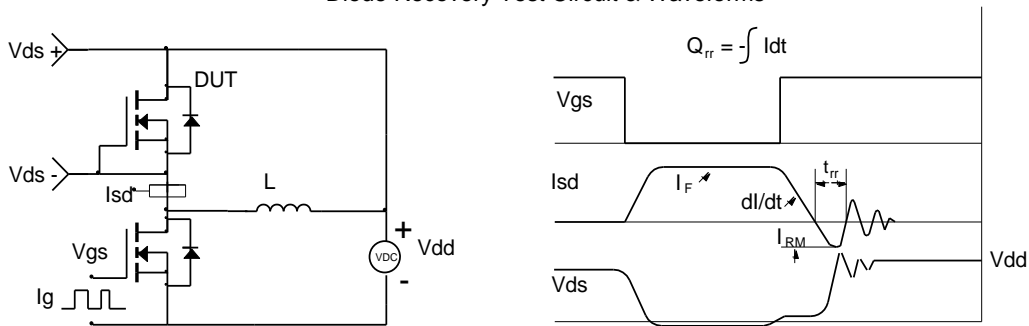 Diode Recovery Test Circuit & Waveforms
Vds +
DUT
Vds -
Isd
L
Vgs
Ig
+
VDC
-
Vdd
Qrr = -∫ Idt
Vgs
Isd
IF
dI/dt
trr
IRM
Vds
Vdd